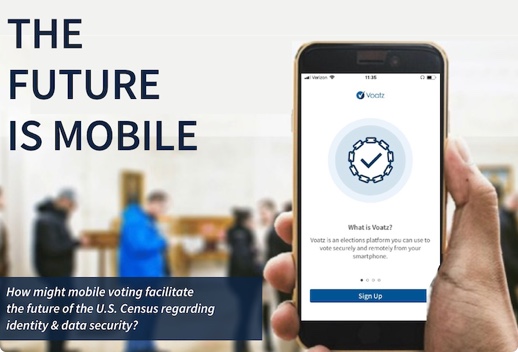 THE
FUTURE
IS MOBILE
Verizon
11:35
Voatz
What is Voatz?
Voatz is an elections platform you can use to
vote securely and remotely from your
smartphone.
Sign Up
How might mobile voting facilitate
the future of the U.S. Census regarding
identity & data security?